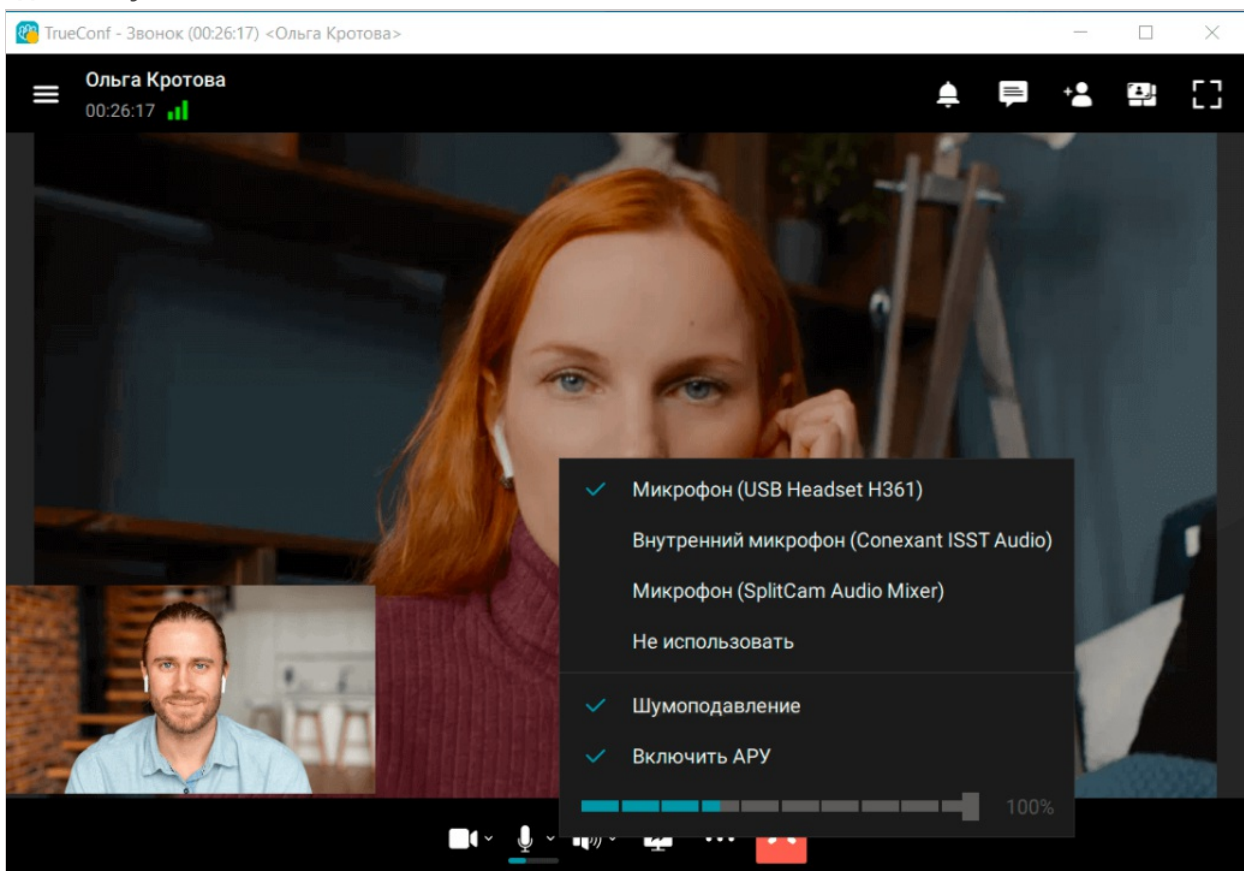 TrueConf - Звонок (00:26:17) <Ольга Кротова>
Ольга Кротова
00:26:17
Микрофон (USB Headset H361)
Внутренний микрофон (Conexant ISST Audio)
Микрофон (SplitCam Audio Mixer)
Не использовать
Шумоподавление
Включить АРУ
100%